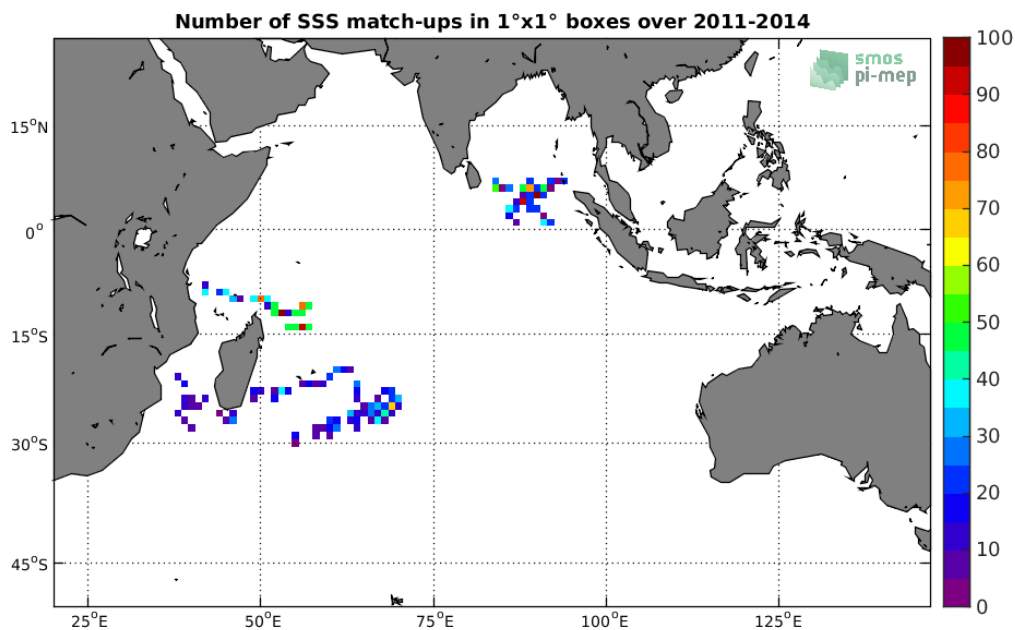 Number of SSS match-ups in 1°x1° boxes over 2011-2014
smos
pi-mep
100
90
80
70
60
50
40
30
20
10
0
15°N
0°
15°S
30°S
45°S
25°E
50°E
75°E
100°E
125°E